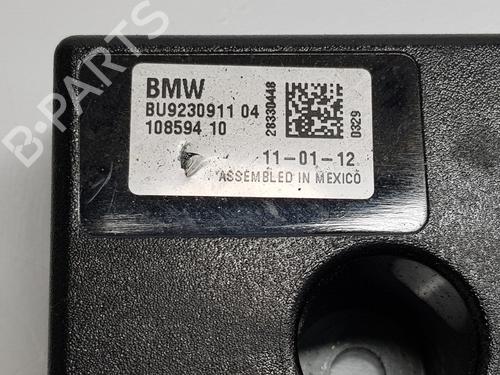 BMW
BU9230911 04
108594 10
28330448
0329
11-01-12
ASSEMBLED IN MEXICO
B-PARTS